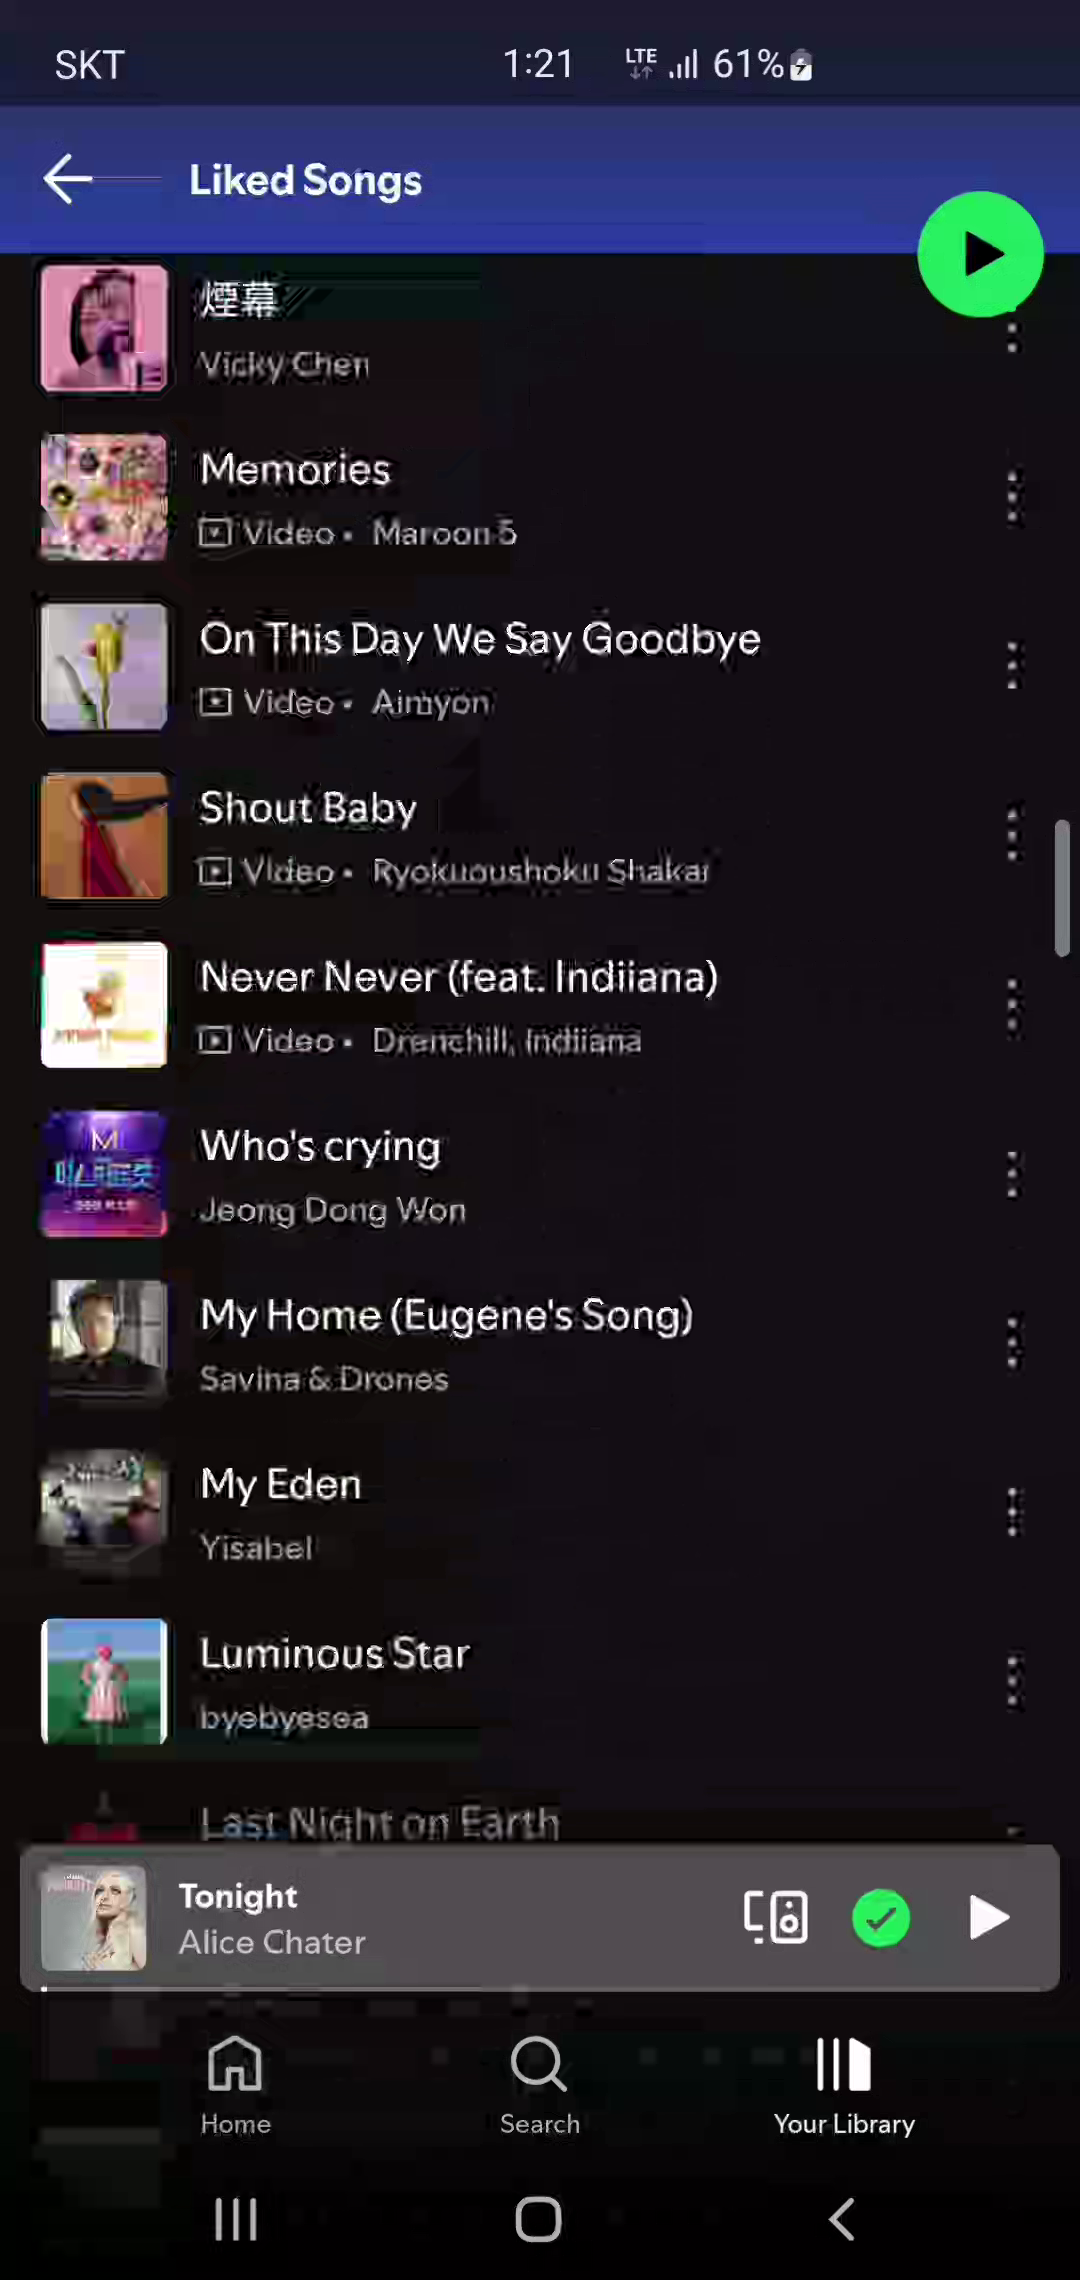 SKT
1:21
LTE
61%
Liked Songs
煙幕
Vicky Chen
Memories
Video • Maroon 5
On This Day We Say Goodbye
Video • Aimyon
Shout Baby
Video • Ryokuoushoku Shakai
Never Never (feat. Indiiana)
Video • Drenchill, Indiiana
Who's crying
Jeong Dong Won
My Home (Eugene's Song)
Savina & Drones
My Eden
Yisabel
Luminous Star
byebyesea
Last Night on Earth
Tonight
Alice Chater
Home
Search
Your Library